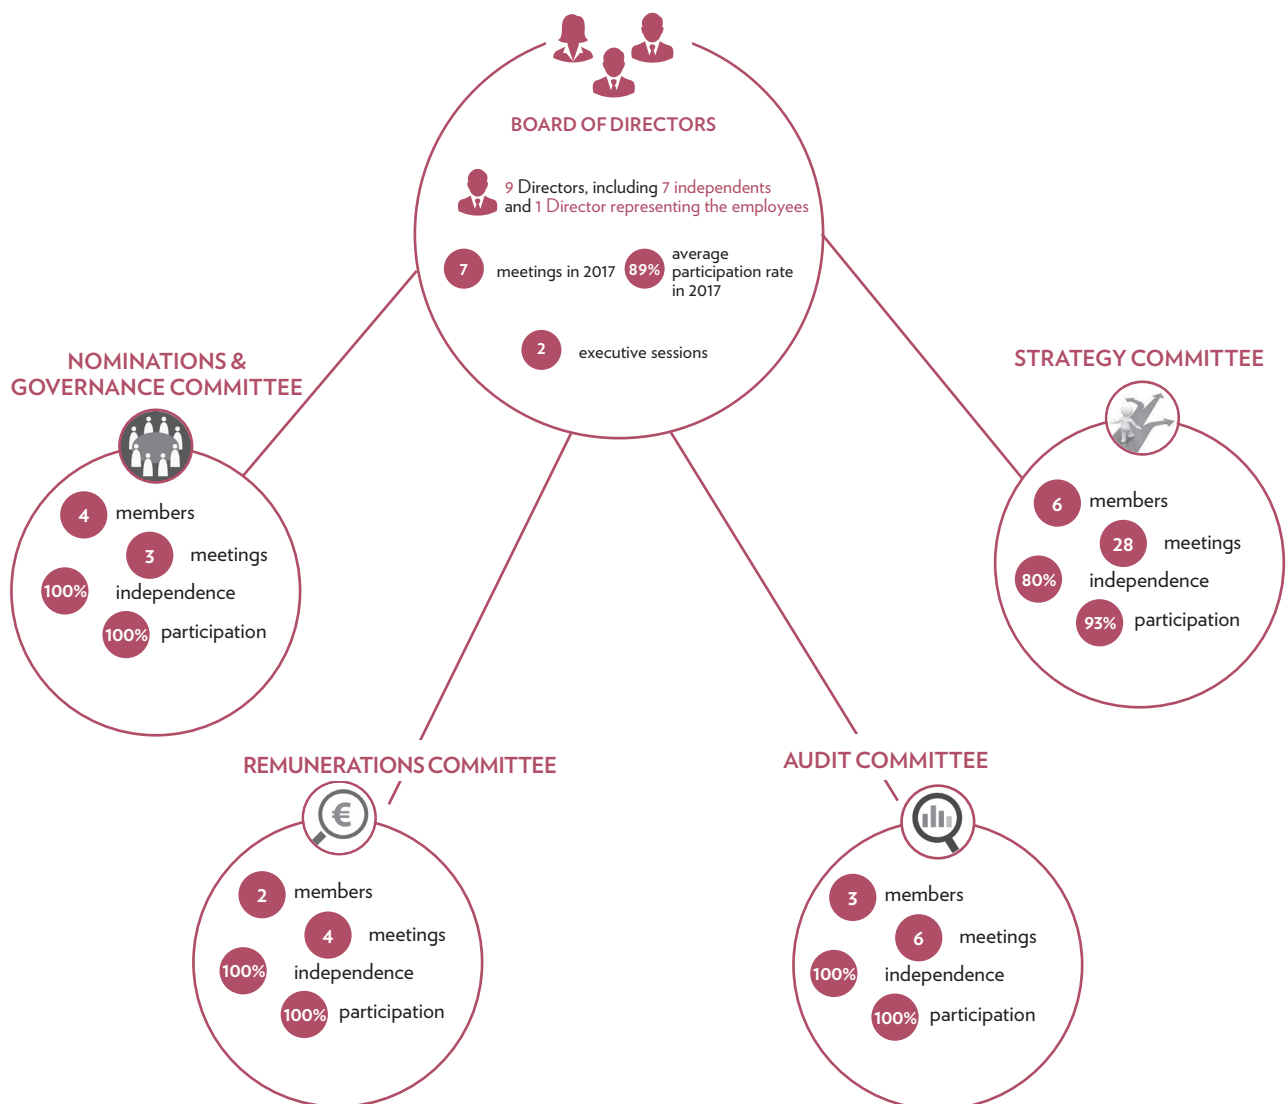 BOARD OF DIRECTORS
9 Directors, including 7 independents
and 1 Director representing the employees
7 meetings in 2017
89% average
participation rate
in 2017
2 executive sessions
NOMINATIONS &
GOVERNANCE COMMITTEE
4 members
3 meetings
100% independence
100% participation
STRATEGY COMMITTEE
6 members
28 meetings
80% independence
93% participation
REMUNERATIONS COMMITTEE
€
2 members
4 meetings
100% independence
100% participation
AUDIT COMMITTEE
3 members
6 meetings
100% independence
100% participation